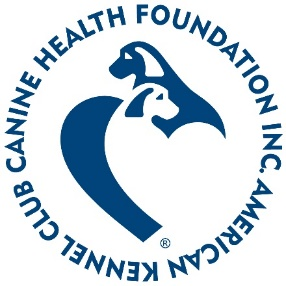 AMERICAN KENNEL CLUB CANINE HEALTH FOUNDATION INC.
®